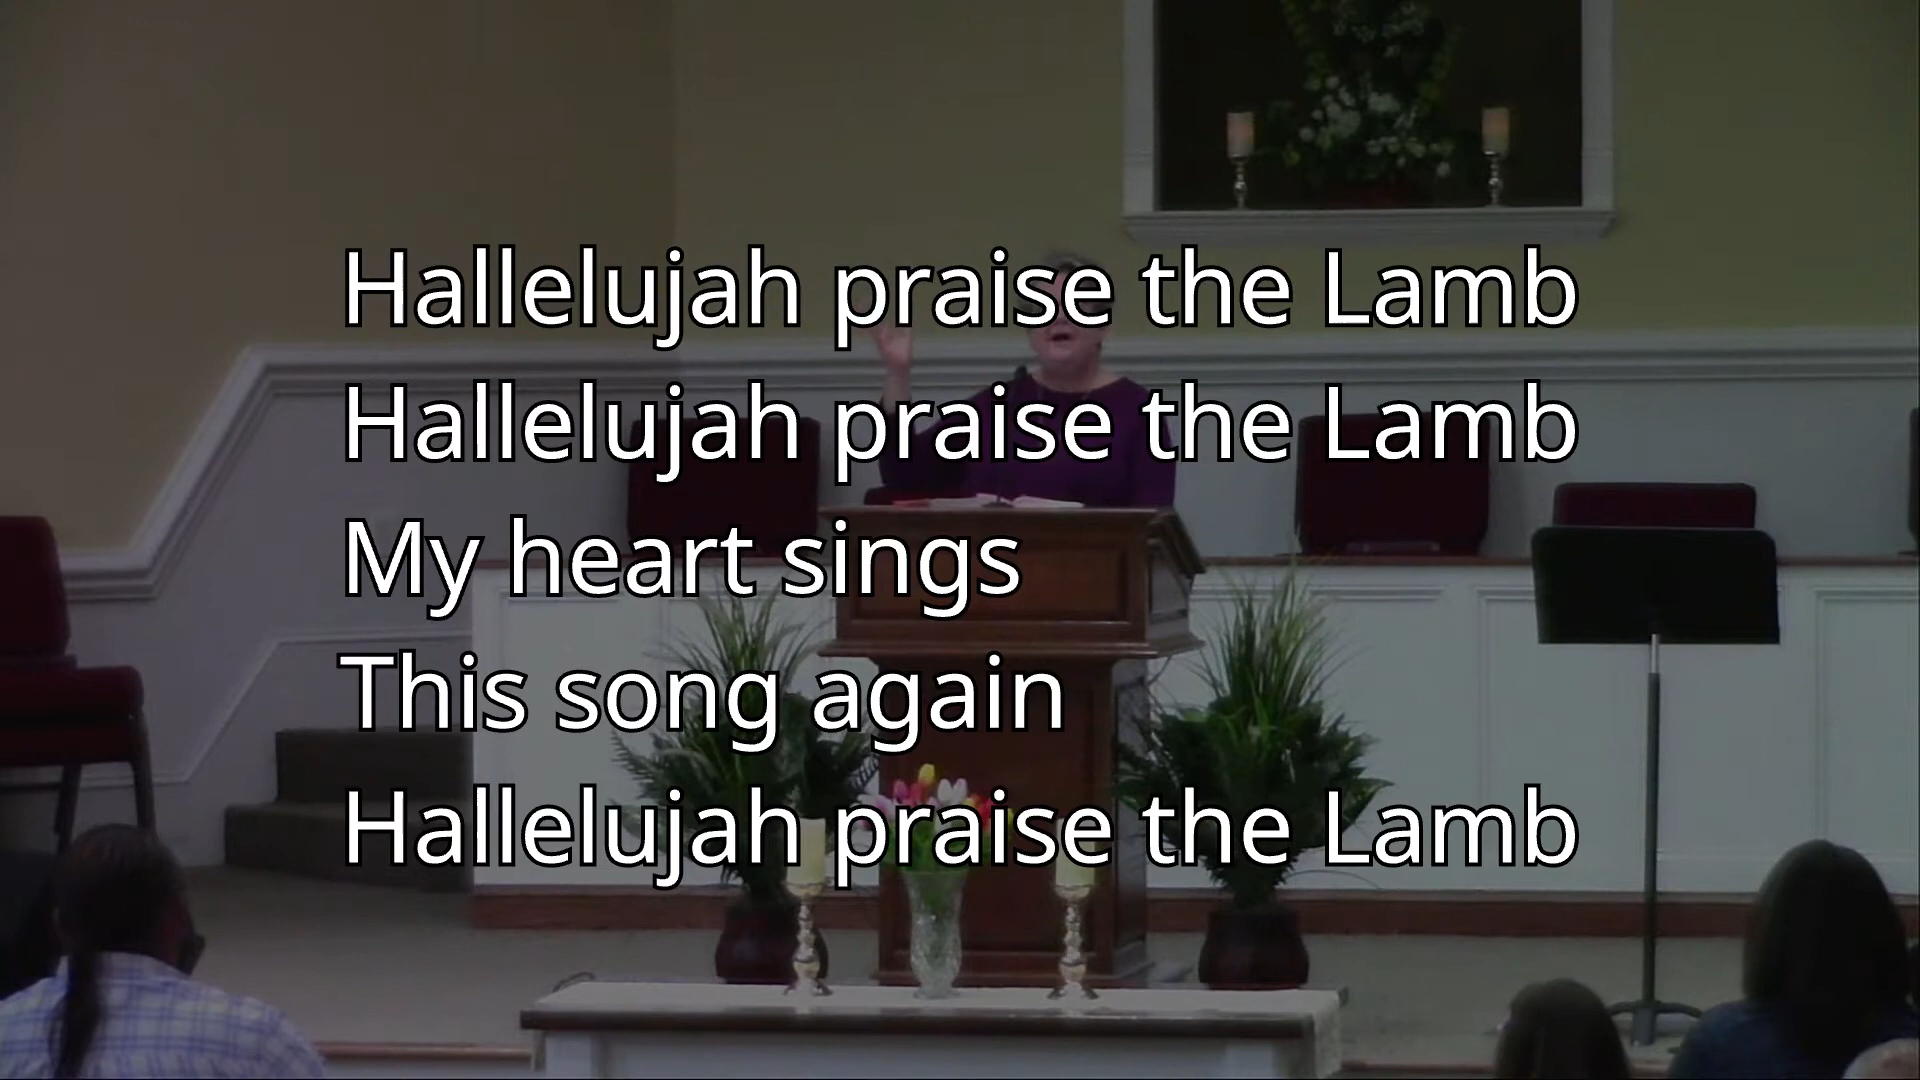 Hallelujah praise the Lamb
Hallelujah praise the Lamb
My heart sings
This song again
Hallelujah praise the Lamb